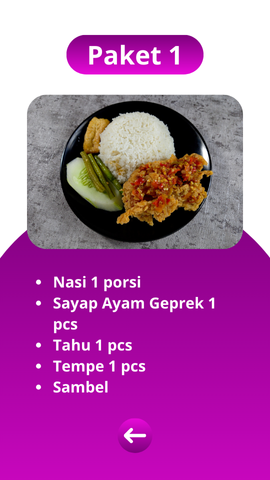 Paket 1
• Nasi 1 porsi
• Sayap Ayam Geprek 1
pcs
• Tahu 1 pcs
• Tempe 1 pcs
• Sambel